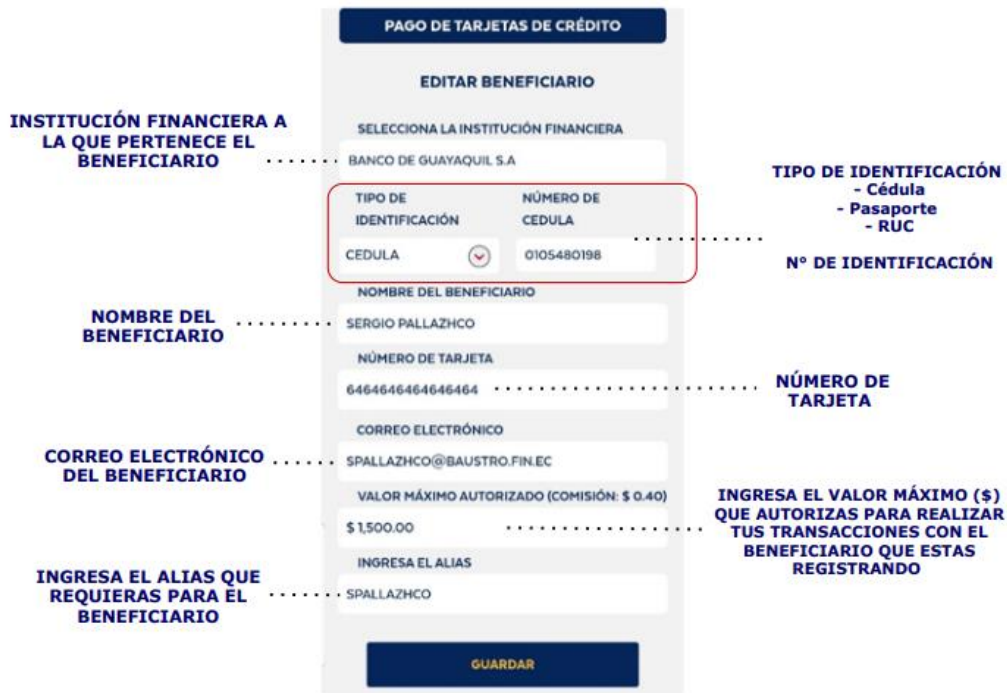 PAGO DE TARJETAS DE CRÉDITO
EDITAR BENEFICIARIO
INSTITUCIÓN FINANCIERA A
LA QUE PERTENECE EL
BENEFICIARIO
SELECCIONA LA INSTITUCIÓN FINANCIERA
BANCO DE GUAYAQUIL S.A
TIPO DE
IDENTIFICACIÓN
NÚMERO DE
CEDULA
CEDULA
0105480198
TIPO DE IDENTIFICACIÓN
- Cédula
- Pasaporte
- RUC
N° DE IDENTIFICACIÓN
NOMBRE DEL
BENEFICIARIO
NOMBRE DEL BENEFICIARIO
SERGIO PALLAZHCO
NÚMERO DE TARJETA
6464646464646464
NÚMERO DE
TARJETA
CORREO ELECTRÓNICO
DEL BENEFICIARIO
CORREO ELECTRÓNICO
SPALLAZHCO@BAUSTRO.FIN.EC
VALOR MÁXIMO AUTORIZADO (COMISIÓN: $ 0.40)
$ 1,500.00
INGRESA EL VALOR MÁXIMO ($)
QUE AUTORIZAS PARA REALIZAR
TUS TRANSACCIONES CON EL
BENEFICIARIO QUE ESTAS
REGISTRANDO
INGRESA EL ALIAS QUE
REQUIERAS PARA EL
BENEFICIARIO
INGRESA EL ALIAS
SPALLAZHCO
GUARDAR